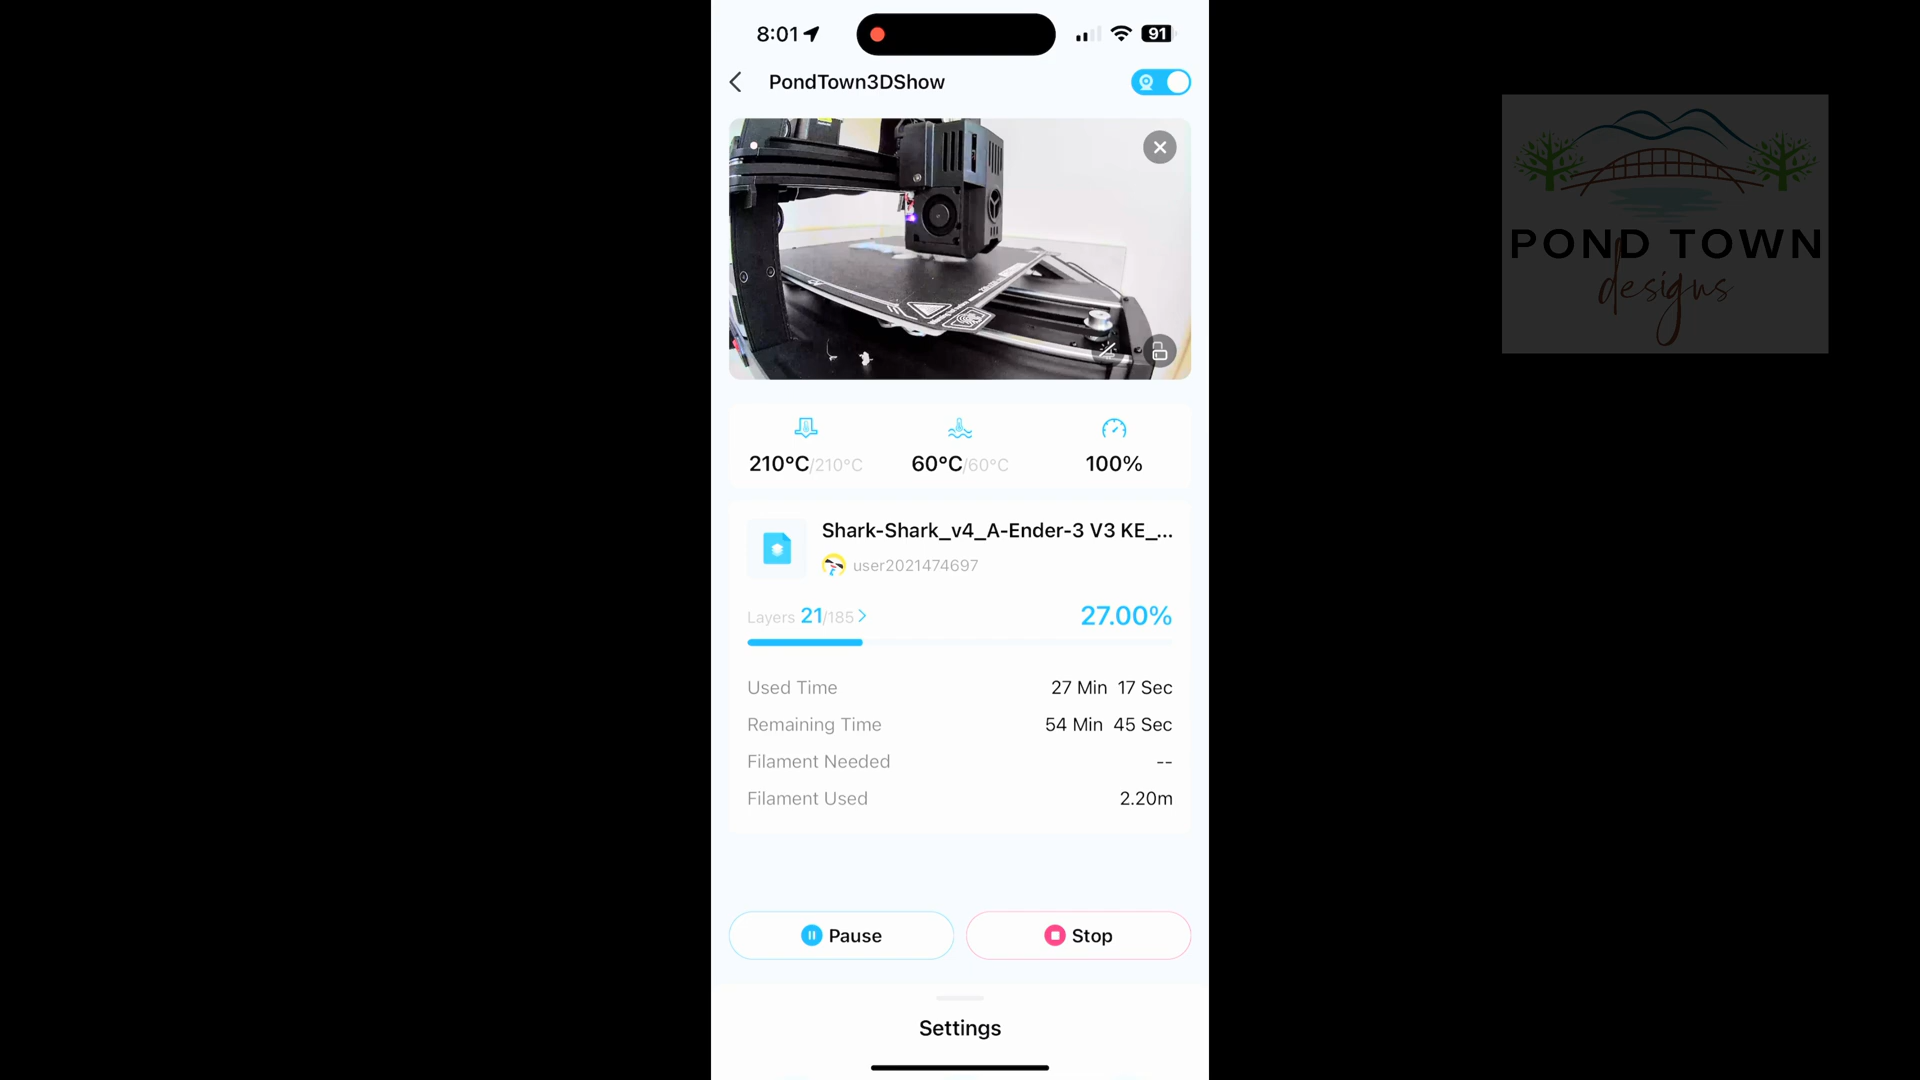 8:01
91
PondTown3DShow
210°C/210°C
60°C/60°C
100%
Shark-Shark_v4_A-Ender-3 V3 KE_...
user2021474697
Layers 21/185
27.00%
Used Time 27 Min 17 Sec
Remaining Time 54 Min 45 Sec
Filament Needed --
Filament Used 2.20m
Pause
Stop
Settings
POND TOWN
designs